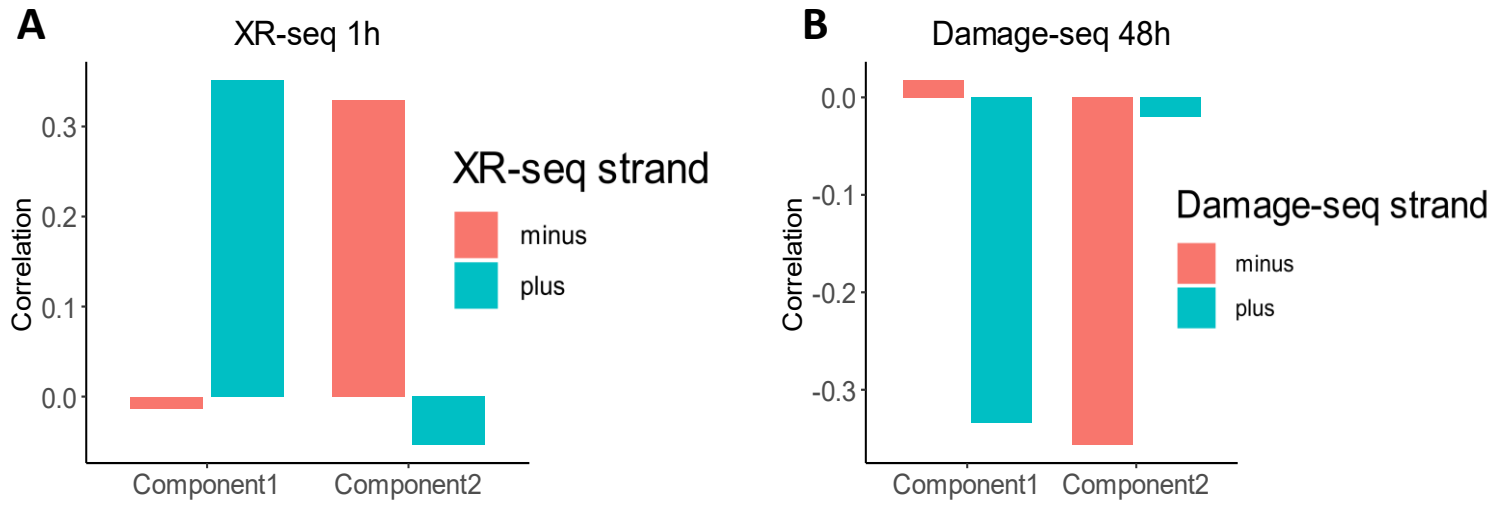 A
XR-seq 1h
Correlation
0.3
0.2
0.1
0.0
Component1
Component2
XR-seq strand
minus
plus
B
Damage-seq 48h
Correlation
0.0
-0.1
-0.2
-0.3
Component1
Component2
Damage-seq strand
minus
plus